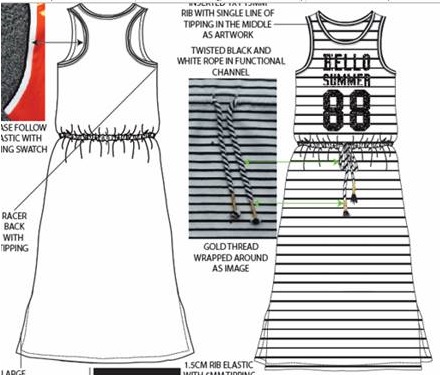 INSERTED 1X1 1.5MM
RIB WITH SINGLE LINE OF
TIPPING IN THE MIDDLE
AS ARTWORK
TWISTED BLACK AND
WHITE ROPE IN FUNCTIONAL
CHANNEL
HELLO
SUMMER
88
ASE FOLLOW
ASTIC WITH
ING SWATCH
RACER
BACK
WITH
TIPPING
GOLD THREAD
WRAPPED AROUND
AS IMAGE
1.5CM RIB ELASTIC
WITH 6MM TIPPING
LARGE